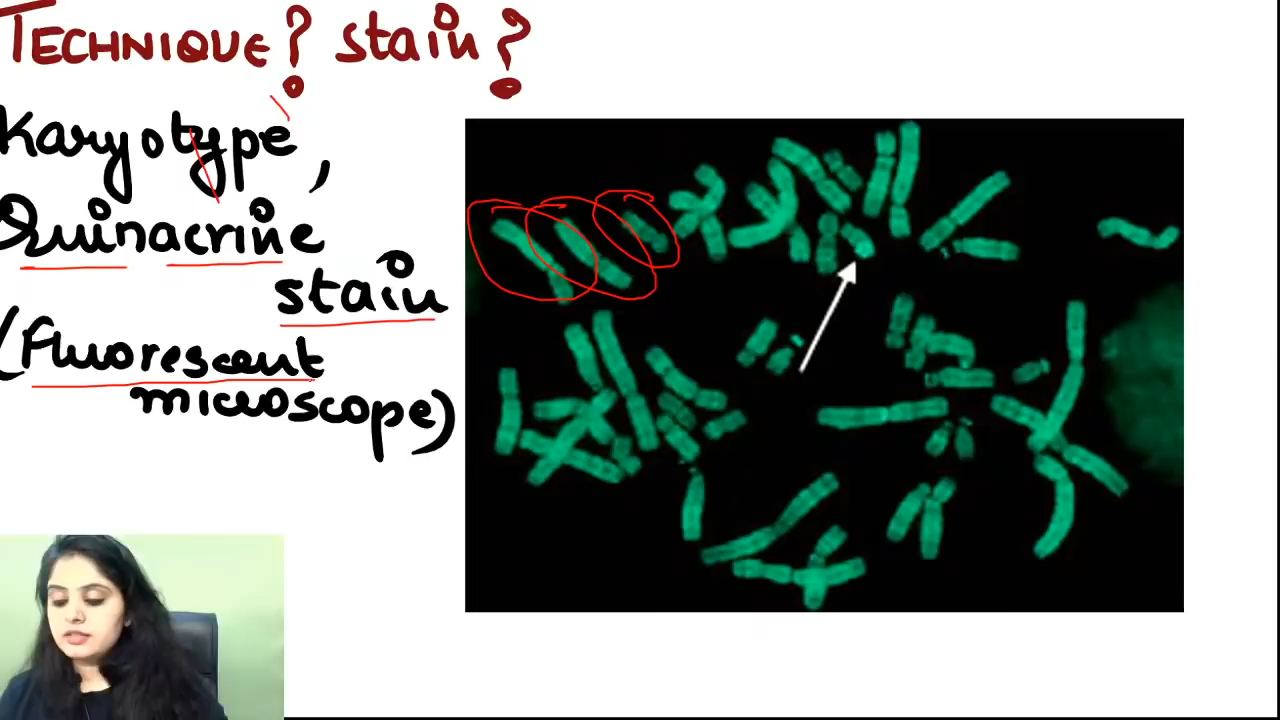 TECHNIQUE? stain?
Karyotype,
Quinacrine
stain
(Fluorescent
microscope)